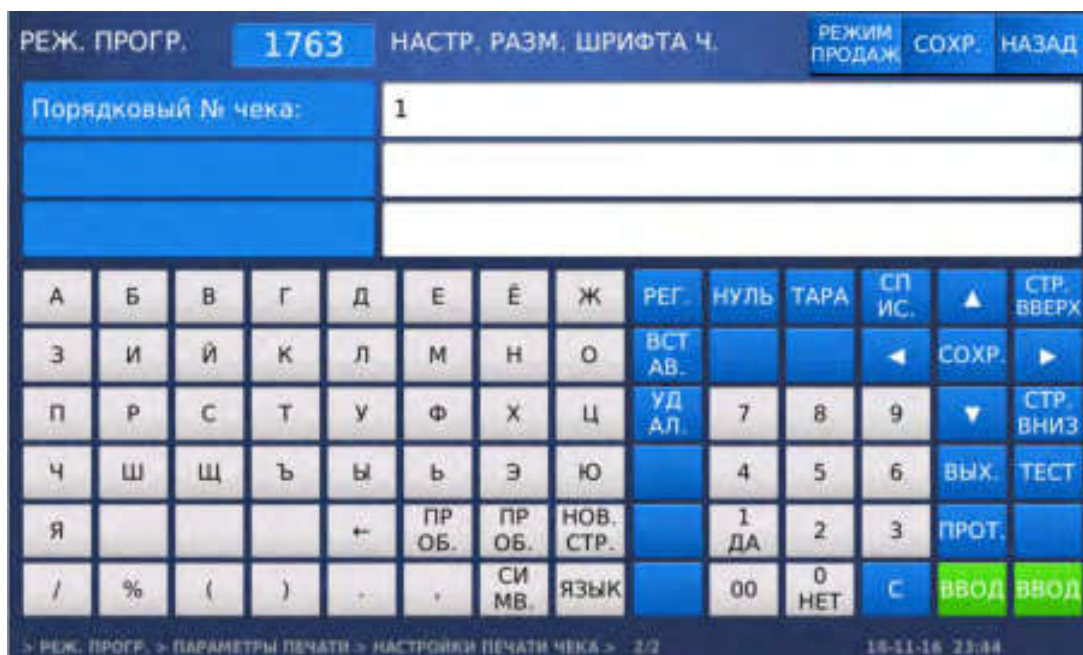 РЕЖ. ПРОГР. 1763 НАСТР. РАЗМ. ШРИФТА Ч. РЕЖИМ ПРОДАЖ СОХР. НАЗАД
Порядковый № чека: 1
А Б В Г Д Е Ё Ж РЕГ. НУЛЬ ТАРА СП ИС. ▲ СТР. ВВЕРХ
З И Й К Л М Н О ВСТ АВ. ◀ СОХР. ▶
П Р С Т У Ф Х Ц УД АЛ. 7 8 9 ▼ СТР. ВНИЗ
Ч Ш Щ Ъ Ы Ь Э Ю 4 5 6 ВЫХ. ТЕСТ
Я ← ПР ОБ. ПР ОБ. НОВ. СТР. 1 ДА 2 3 ПРОТ.
/ % ( ) . , СИ МВ. ЯЗЫК 00 0 НЕТ С ВВОД ВВОД
> РЕЖ. ПРОГР. > ПАРАМЕТРЫ ПЕЧАТИ > НАСТРОЙКИ ПЕЧАТИ ЧЕКА > 2/2 18-11-16 23:44